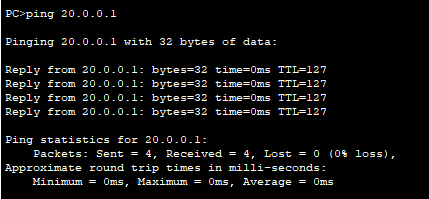 PC>ping 20.0.0.1
Pinging 20.0.0.1 with 32 bytes of data:
Reply from 20.0.0.1: bytes=32 time=0ms TTL=127
Reply from 20.0.0.1: bytes=32 time=0ms TTL=127
Reply from 20.0.0.1: bytes=32 time=0ms TTL=127
Reply from 20.0.0.1: bytes=32 time=0ms TTL=127
Ping statistics for 20.0.0.1:
Packets: Sent = 4, Received = 4, Lost = 0 (0% loss),
Approximate round trip times in milli-seconds:
Minimum = 0ms, Maximum = 0ms, Average = 0ms